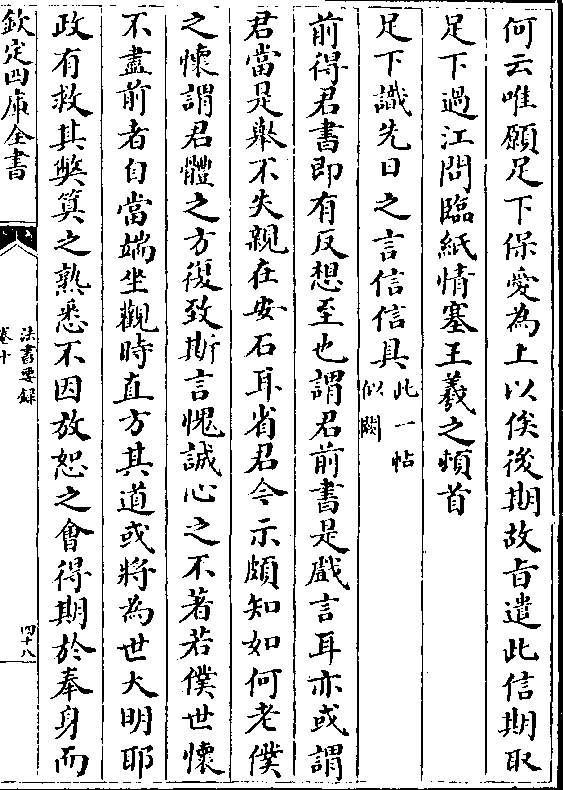 何云唯願足下保愛為上以俟後期故旨遣此信期取
足下過江問臨紙情塞王羲之頓首
足下識先日之言信信具此一帖似闕
前得君書即有反想至也謂君前書是戲言耳亦或謂
君當是舉不失親在安石耳省君今示頗知如何老僕
之懷謂君體之方復致斯言愧誠心之不著若僕世懷
不盡前者自當端坐觀時直方其道或將為世大明耶
政有救其弊筭之熟悉不因放恕之會得期於奉身而
欽定四庫全書
法書要錄
卷十
四十八